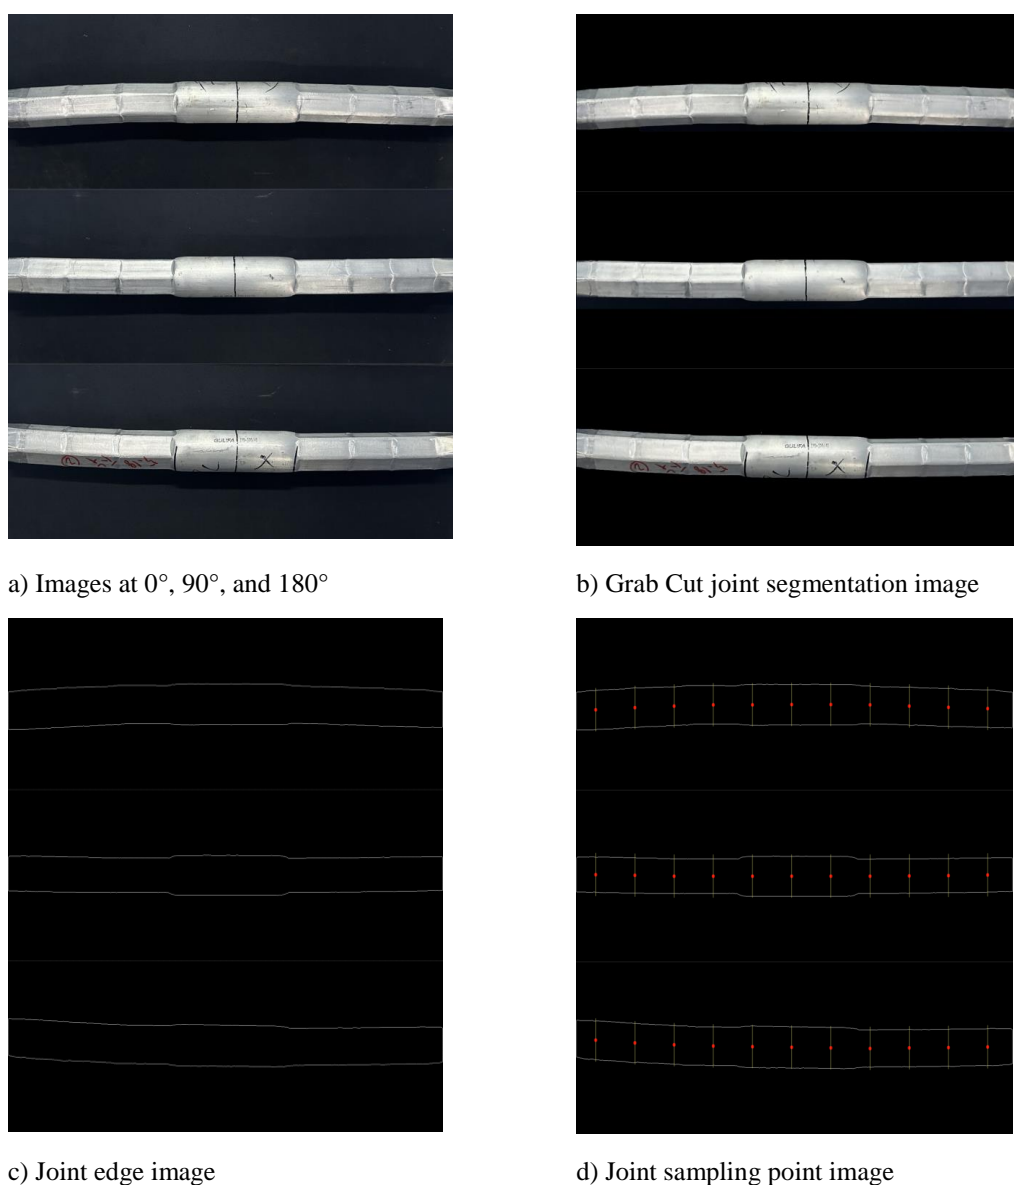 a) Images at 0°, 90°, and 180°
b) Grab Cut joint segmentation image
c) Joint edge image
d) Joint sampling point image